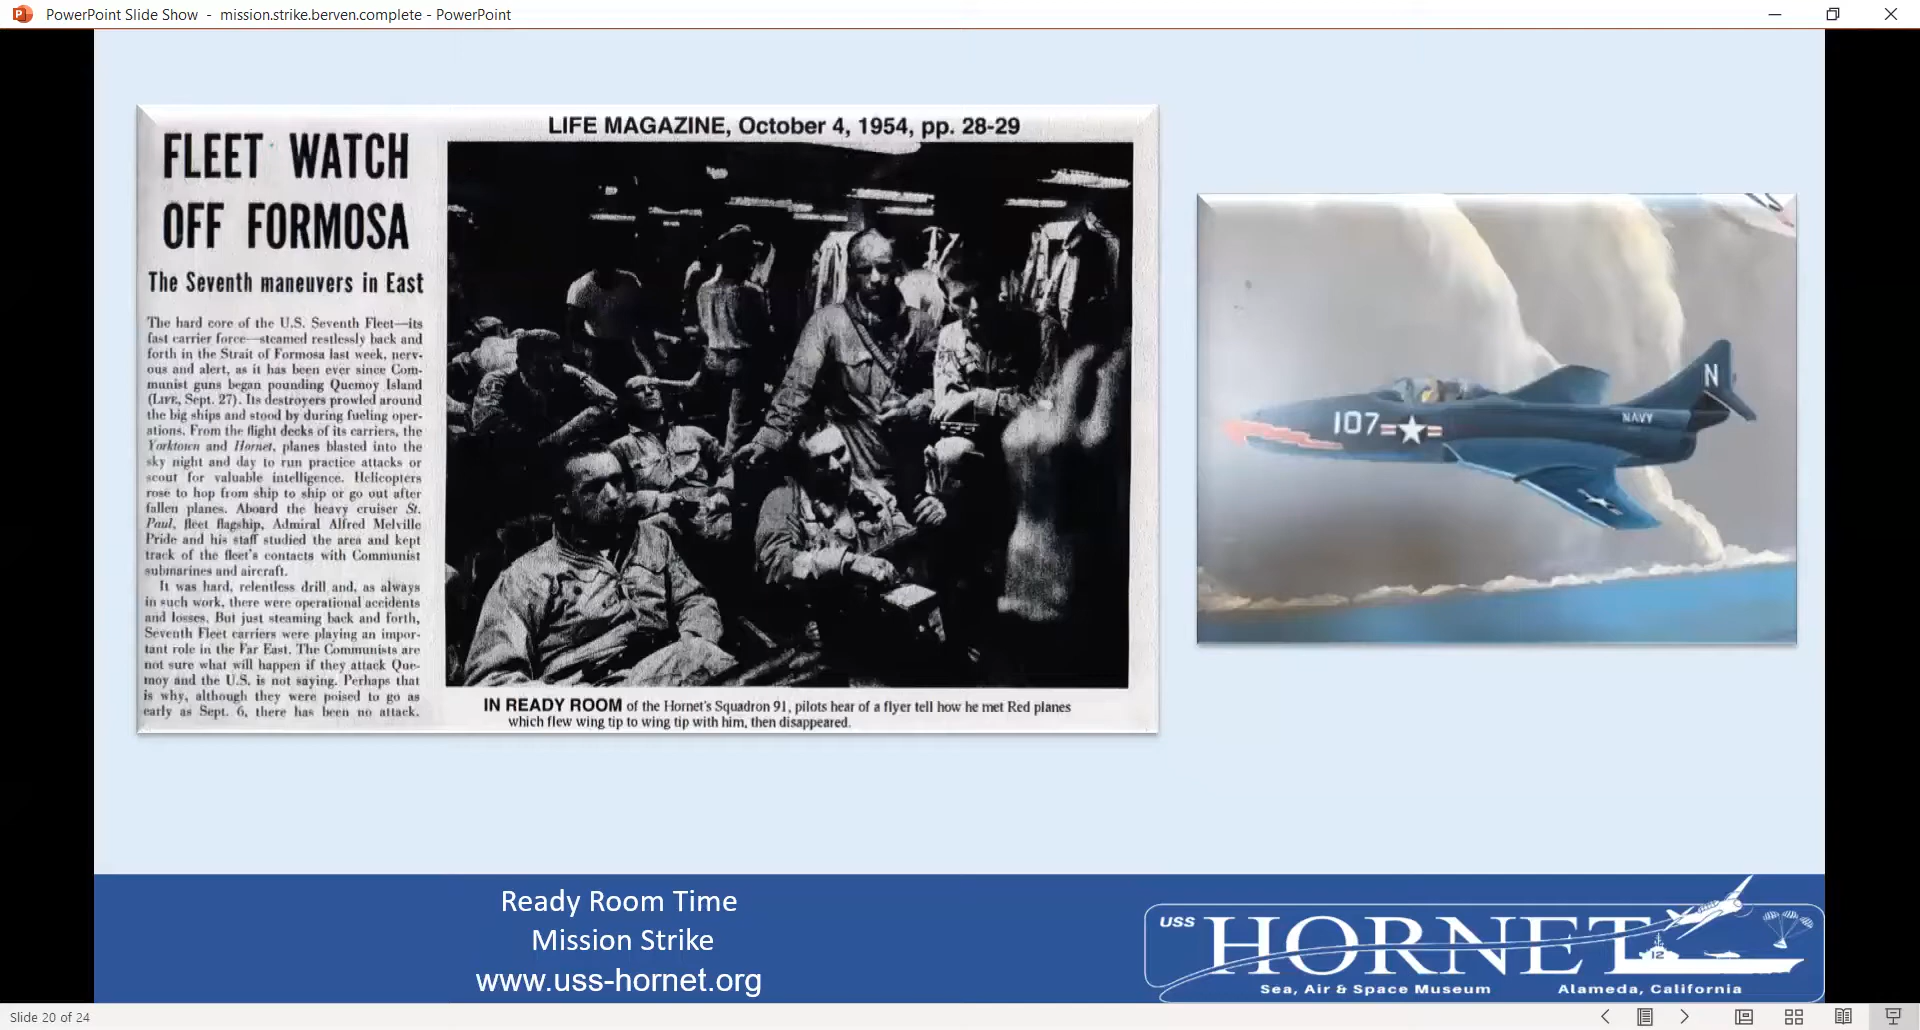 PowerPoint Slide Show - mission.strike.berven.complete - PowerPoint
FLEET WATCH
OFF FORMOSA
The Seventh maneuvers in East
The hard core of the U.S. Seventh Fleet—its
fast carrier force—steamed restlessly back and
forth in the Strait of Formosa last week, nerv-
ous and alert, as it has been ever since Com-
munist guns began pounding Quemoy Island
(LIFE, Sept. 27). Its destroyers prowled around
the big ships and stood by during fueling oper-
ations. From the flight decks of its carriers, the
Yorktown and Hornet, planes blasted into the
sky night and day to run practice attacks or
scout for valuable intelligence. Helicopters
rose to hop from ship to ship or go out after
fallen planes. Aboard the heavy cruiser St.
Paul, fleet flagship, Admiral Alfred Melville
Pride and his staff studied the area and kept
track of the fleet's contacts with Communist
submarines and aircraft.
It was hard, relentless drill and, as always
in such work, there were operational accidents
and losses. But just steaming back and forth,
Seventh Fleet carriers were playing an impor-
tant role in the Far East. The Communists are
not sure what will happen if they attack Que-
moy and the U.S. is not saying. Perhaps that
is why, although they were poised to go as
early as Sept. 6, there has been no attack.
LIFE MAGAZINE, October 4, 1954, pp. 28-29
IN READY ROOM of the Hornet's Squadron 91, pilots hear of a flyer tell how he met Red planes
which flew wing tip to wing tip with him, then disappeared.
107
NAVY
N
Ready Room Time
Mission Strike
www.uss-hornet.org
USS
HORNET
12
Sea, Air & Space Museum Alameda, California
Slide 20 of 24